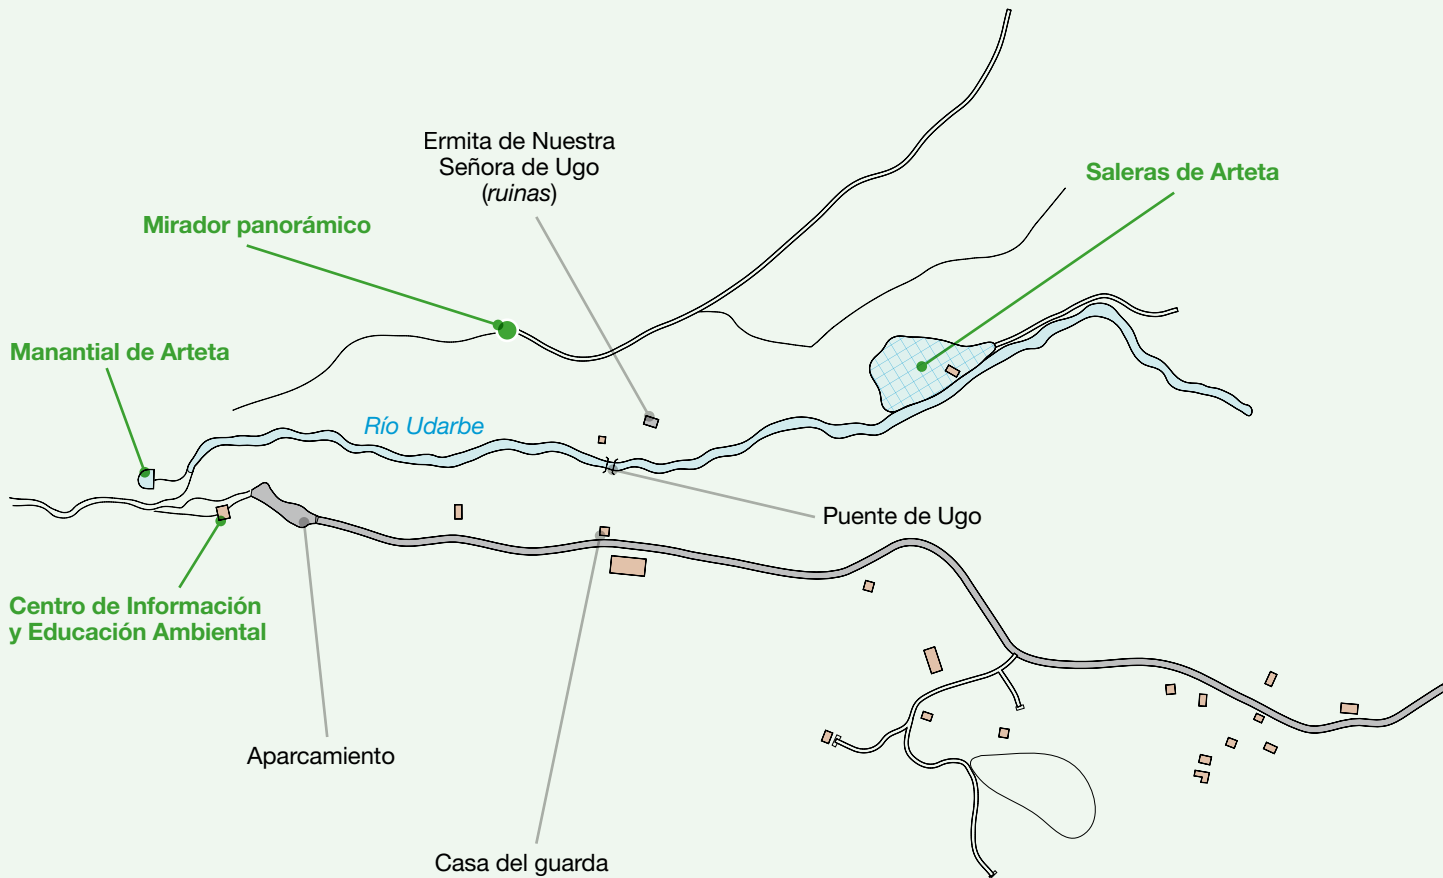 Ermita de Nuestra
Señora de Ugo
(ruinas)
Saleras de Arteta
Mirador panorámico
Manantial de Arteta
Río Udarbe
Puente de Ugo
Centro de Información
y Educación Ambiental
Aparcamiento
Casa del guarda